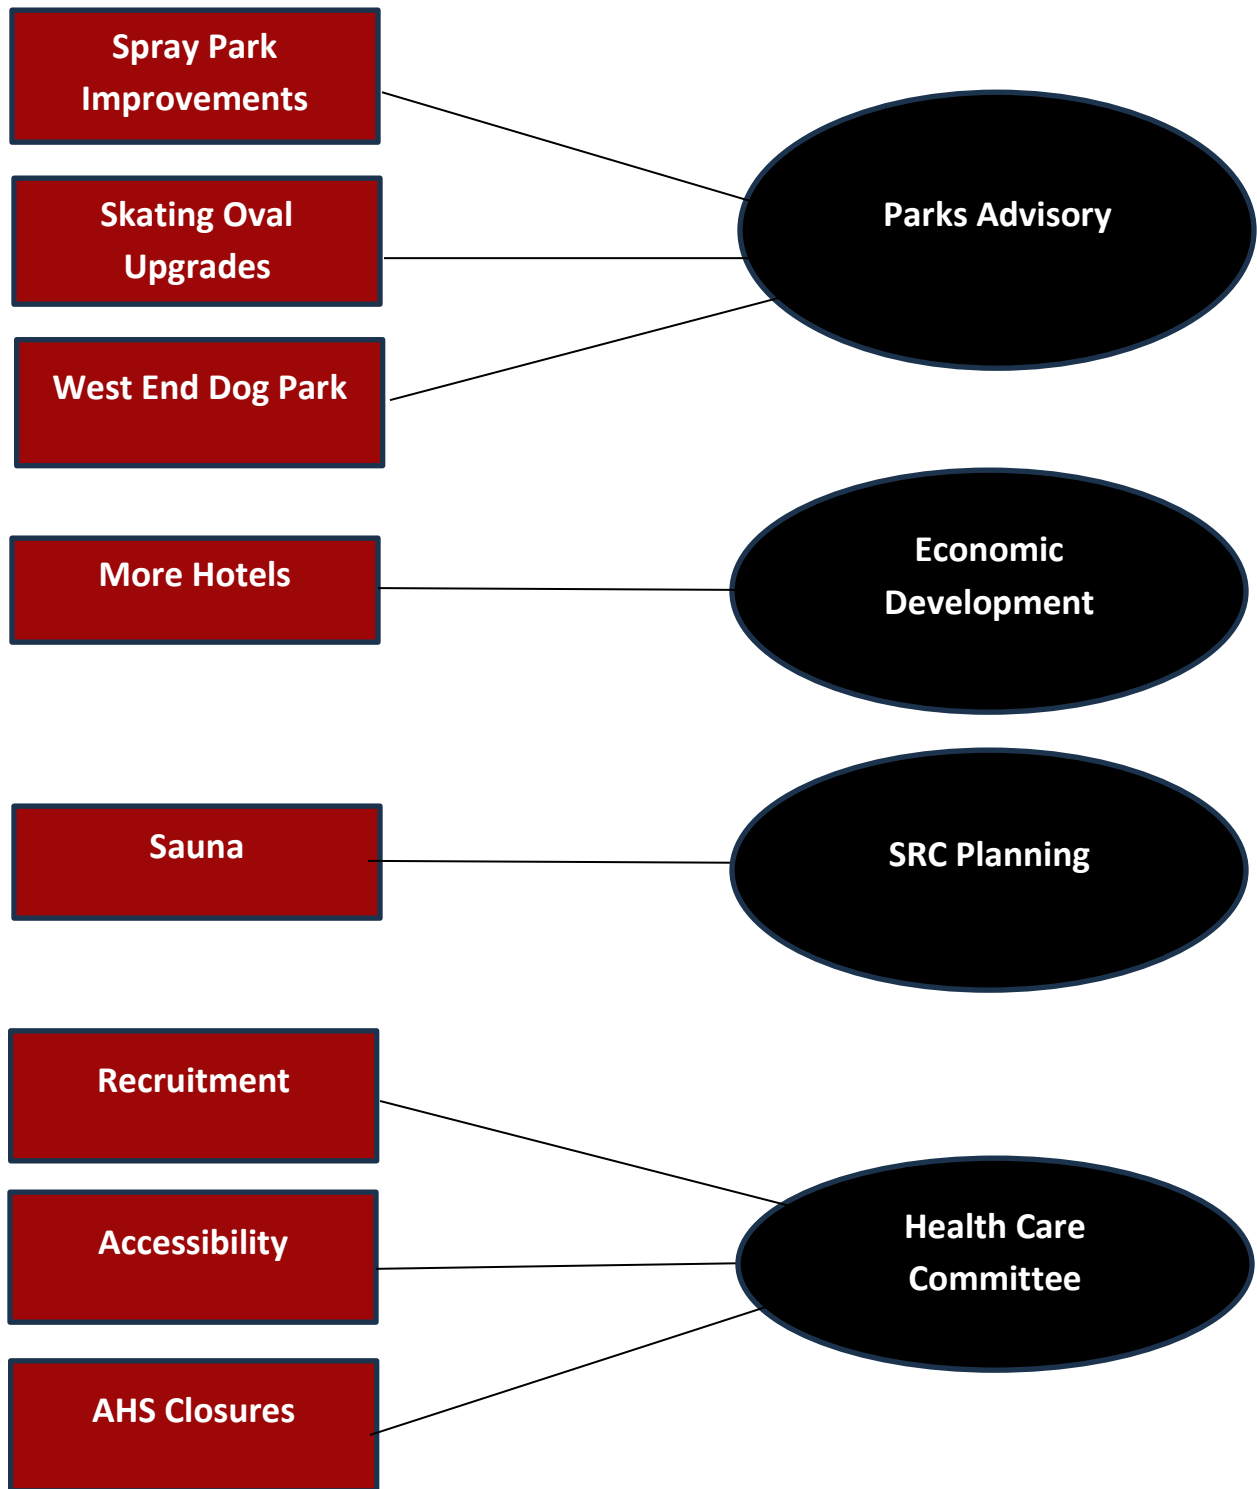 Spray Park
Improvements
Parks Advisory
Skating Oval
Upgrades
West End Dog Park
More Hotels
Economic
Development
Sauna
SRC Planning
Recruitment
Accessibility
Health Care
Committee
AHS Closures